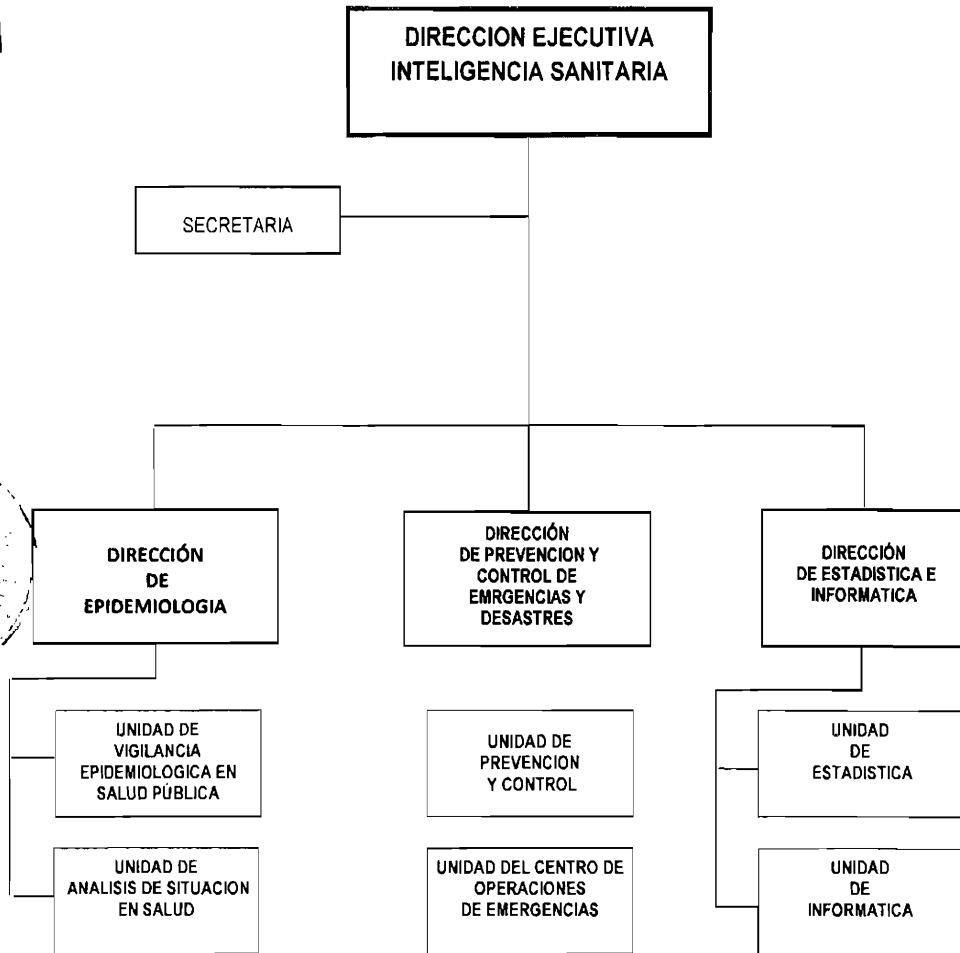 DIRECCION EJECUTIVA
INTELIGENCIA SANITARIA
SECRETARIA
DIRECCIÓN
DE
EPIDEMIOLOGIA
DIRECCIÓN
DE PREVENCION Y
CONTROL DE
EMRGENCIAS Y
DESASTRES
DIRECCIÓN
DE ESTADISTICA E
INFORMATICA
UNIDAD DE
VIGILANCIA
EPIDEMIOLOGICA EN
SALUD PÚBLICA
UNIDAD DE
PREVENCION
Y CONTROL
UNIDAD
DE
ESTADISTICA
UNIDAD DE
ANALISIS DE SITUACION
EN SALUD
UNIDAD DEL CENTRO DE
OPERACIONES
DE EMERGENCIAS
UNIDAD
DE
INFORMATICA